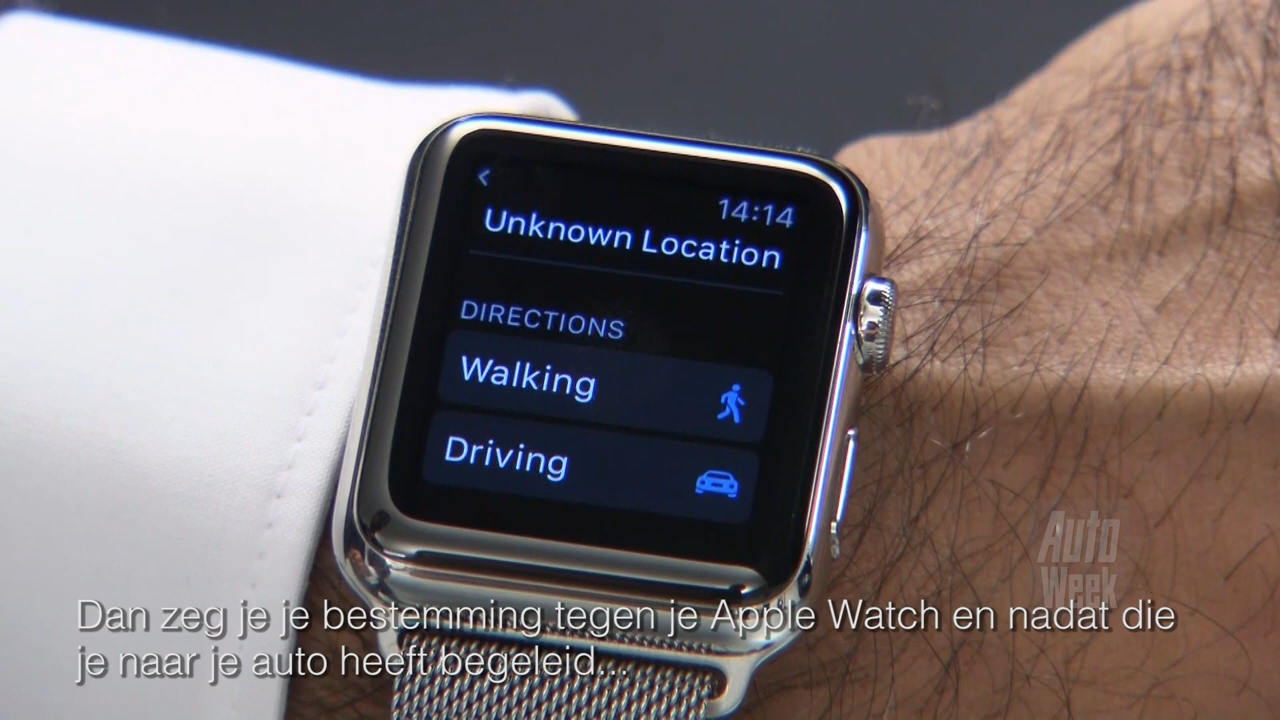 <
14:14
Unknown Location
DIRECTIONS
Walking
Driving
Auto
Week
Dan zeg je je bestemming tegen je Apple Watch en nadat die
je naar je auto heeft begeleid...